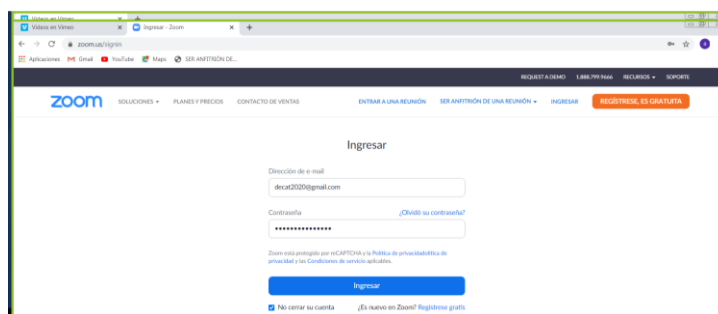 Videos en Vimeo
Videos en Vimeo Ingresar - Zoom
zoom.us/signin
Aplicaciones Gmail YouTube Maps SER ANFITRIÓN DE...
REQUEST A DEMO 1.888.799.9666 RECURSOS SOPORTE
zoom SOLUCIONES PLANES Y PRECIOS CONTACTO DE VENTAS ENTRAR A UNA REUNIÓN SER ANFITRIÓN DE UNA REUNIÓN INGRESAR REGÍSTRESE, ES GRATUITA
Ingresar
Dirección de e-mail
decat2020@gmail.com
Contraseña ¿Olvidó su contraseña?
•••••••••••••••
Zoom está protegido por reCAPTCHA y la Política de privacidadolítica de
privacidad y las Condiciones de servicio aplicables.
Ingresar
No cerrar su cuenta ¿Es nuevo en Zoom? Regístrese gratis